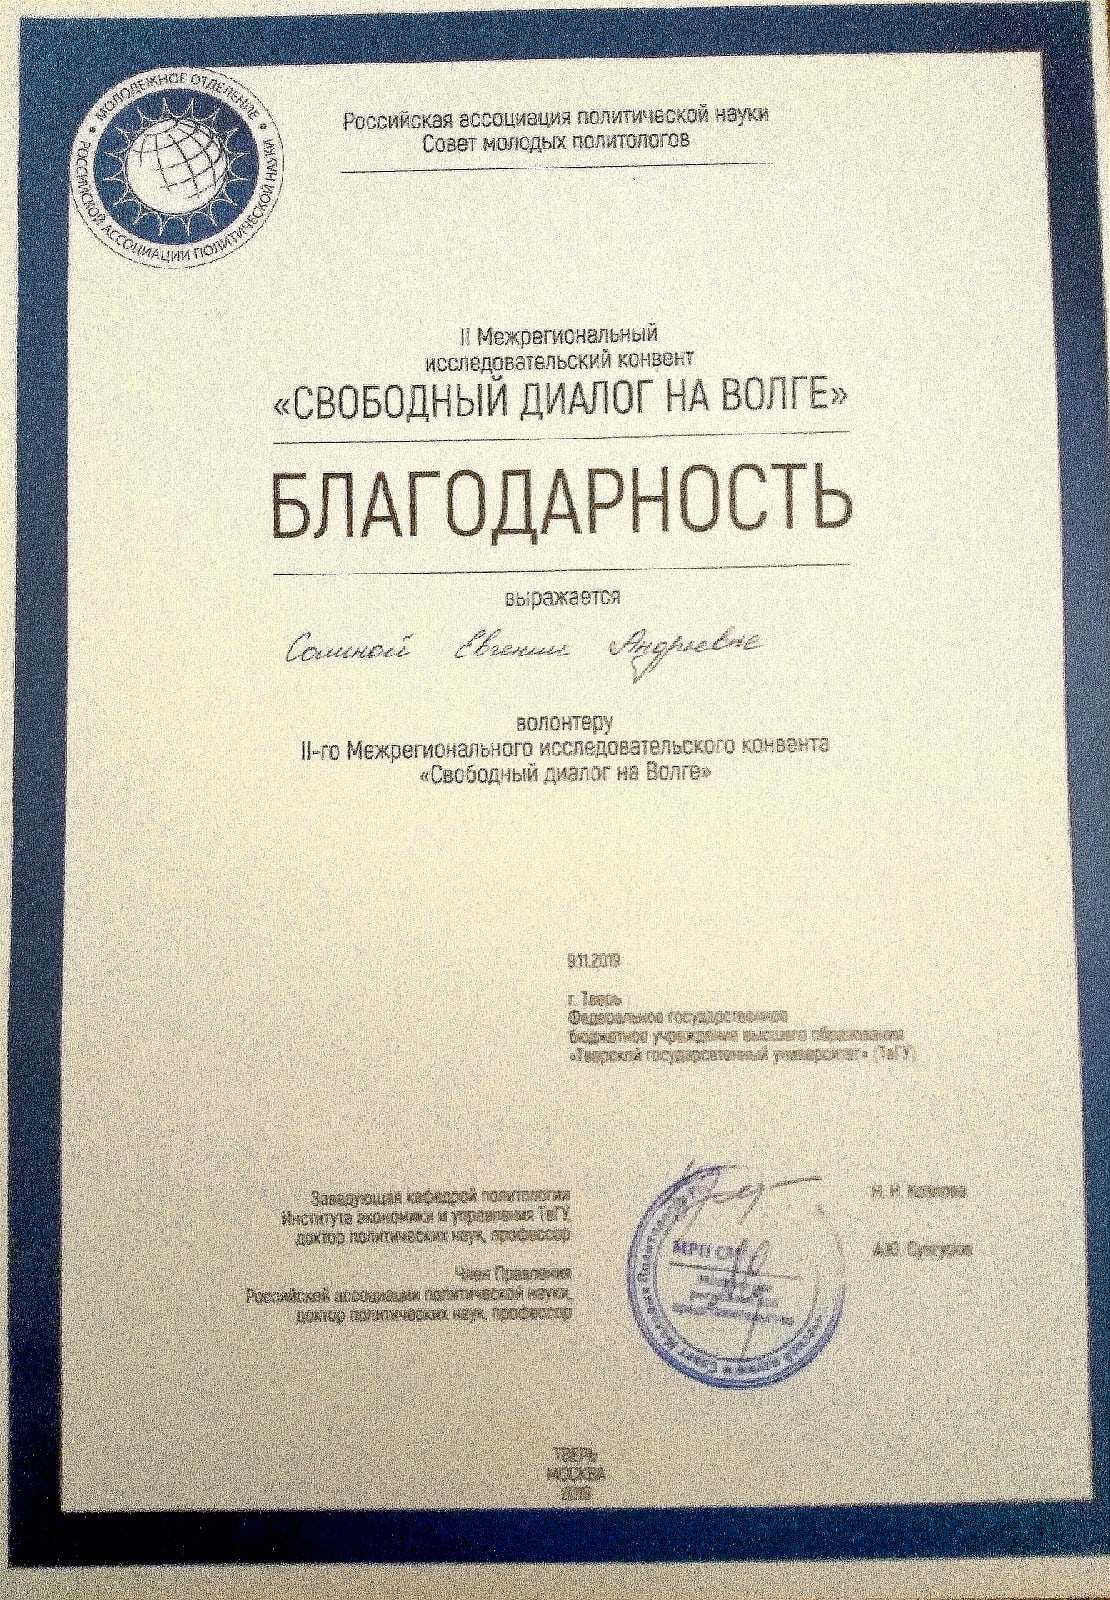 МОЛОДЕЖНОЕ ОТДЕЛЕНИЕ
РОССИЙСКОЙ АССОЦИАЦИИ ПОЛИТИЧЕСКОЙ НАУКИ
Российская ассоциация политической науки
Совет молодых политологов
II Межрегиональный
исследовательский конвент
«СВОБОДНЫЙ ДИАЛОГ НА ВОЛГЕ»
БЛАГОДАРНОСТЬ
выражается
Евгении Андреевне
волонтеру
II-го Межрегионального исследовательского конвента
«Свободный диалог на Волге»
9.11.2019
г. Тверь
Федеральное государственное
бюджетное учреждение высшего образования
«Тверской государственный университет» (ТвГУ)
Заведующая кафедрой политологии
Института экономики и управления ТвГУ,
доктор политических наук, профессор
Н. Н. Козлова
Член Правления
Российской ассоциации политической науки,
доктор политических наук, профессор
А.Ю. Сунгуров
ТВЕРЬ
МОСКВА
2019